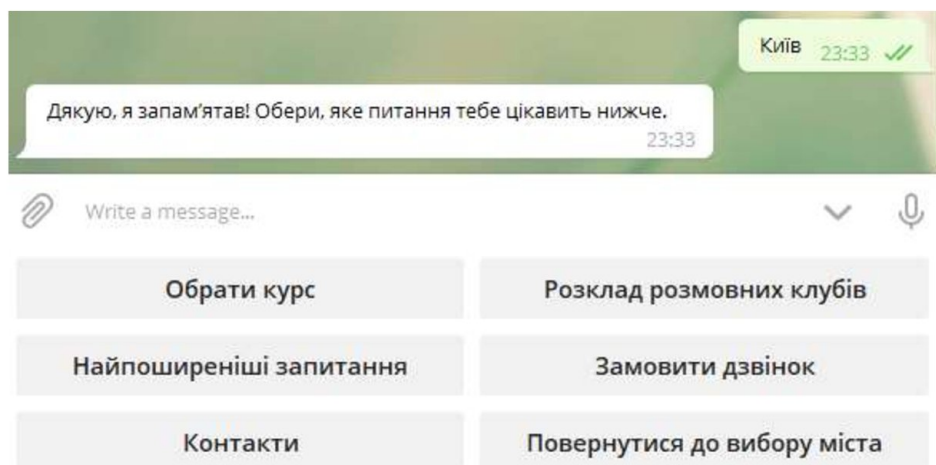 Київ 23:33
Дякую, я запам’ятав! Обери, яке питання тебе цікавить нижче.
23:33
Write a message...
Обрати курс
Розклад розмовних клубів
Найпоширеніші запитання
Замовити дзвінок
Контакти
Повернутися до вибору міста